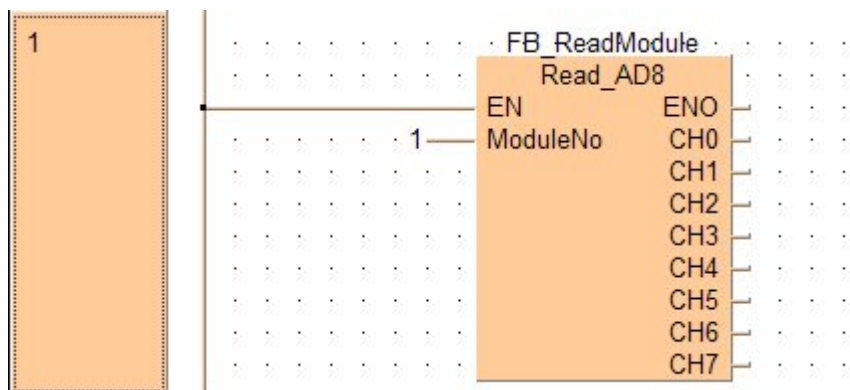 1
FB_ReadModule
Read_AD8
EN ENO
1 ModuleNo CH0
CH1
CH2
CH3
CH4
CH5
CH6
CH7